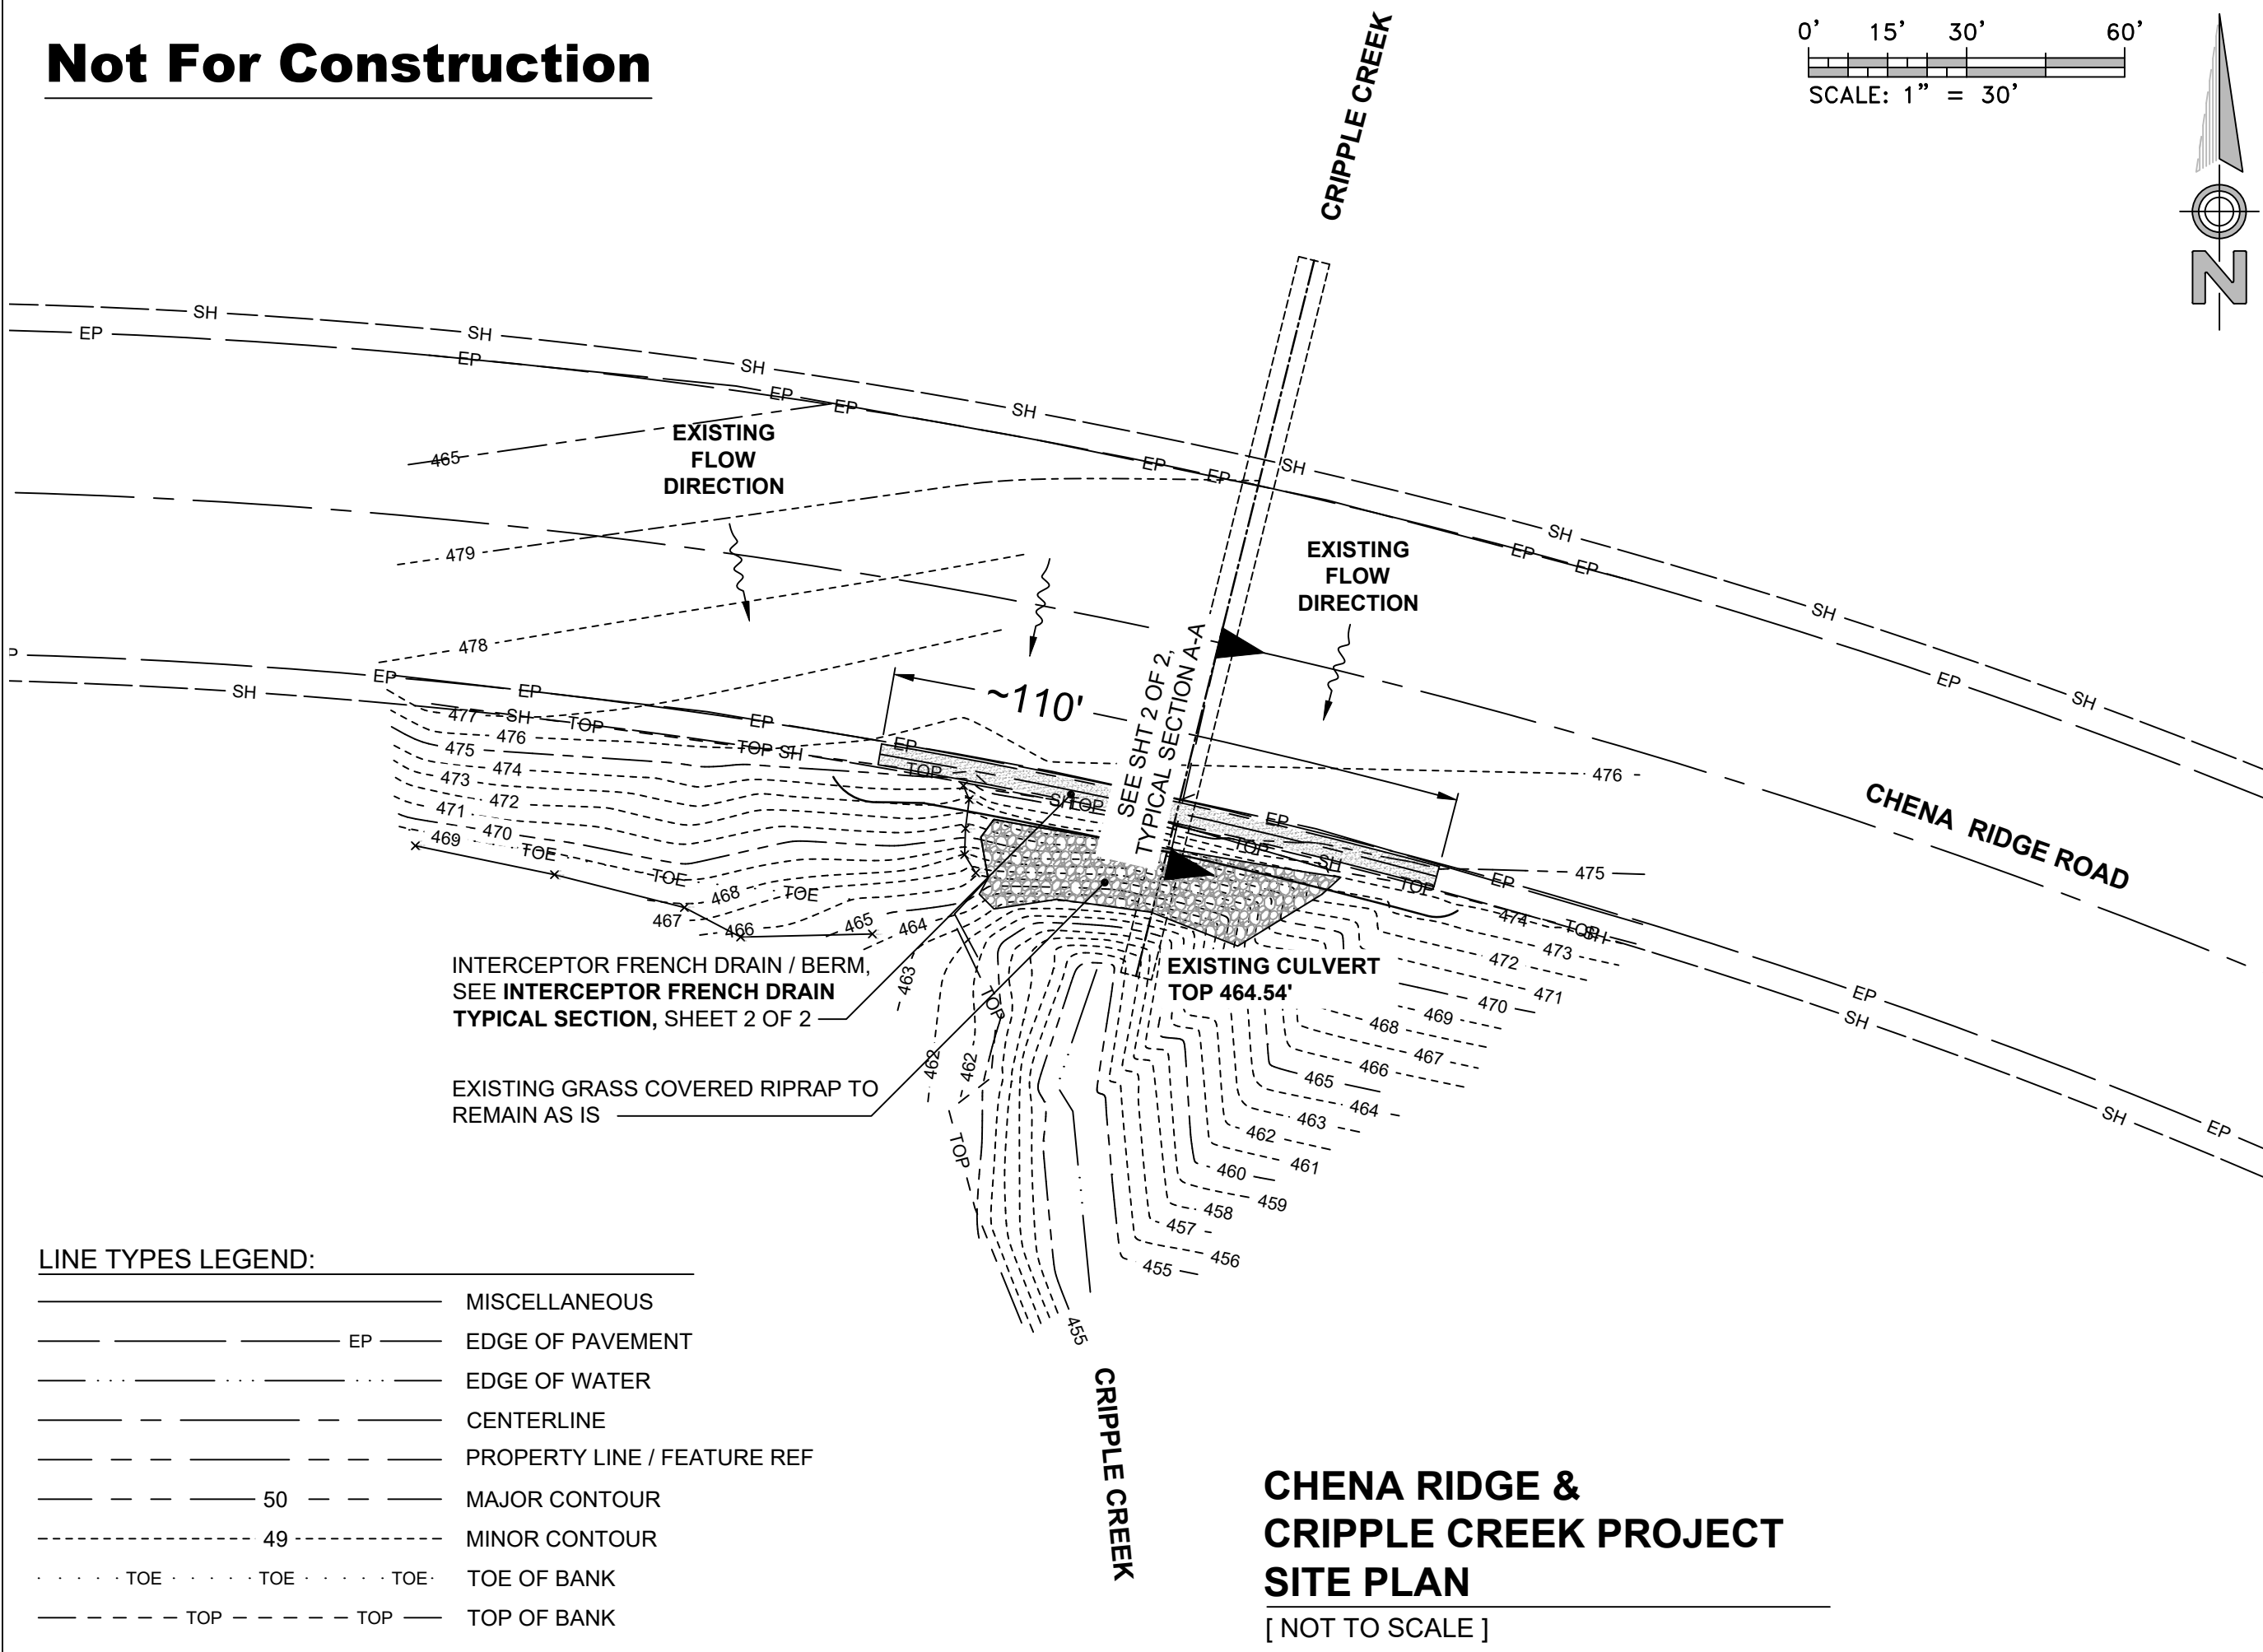 Not For Construction
0' 15' 30' 60'
SCALE: 1” = 30’
N
CRIPPLE CREEK
SH SH SH SH SH SH SH SH
EP EP EP EP EP EP EP EP EP
465
EXISTING
FLOW
DIRECTION
479
478
EXISTING
FLOW
DIRECTION
SEE SHT 2 OF 2,
TYPICAL SECTION A-A
~110'
EP EP EP EP EP EP EP EP
SH SH SH SH SH SH SH SH
TOP TOP TOP TOP TOP TOP TOP
477
476
475
474
473
472
471
470
469
TOE
TOE
TOE
468
467
466
465
464
463
462
462
TOP
TOP
476
475
474
473
472
471
470
469
468
467
466
465
464
463
462
461
460
459
458
457
456
455
455
CHENA RIDGE ROAD
EXISTING CULVERT
TOP 464.54'
INTERCEPTOR FRENCH DRAIN / BERM,
SEE INTERCEPTOR FRENCH DRAIN
TYPICAL SECTION, SHEET 2 OF 2
EXISTING GRASS COVERED RIPRAP TO
REMAIN AS IS
CRIPPLE CREEK
LINE TYPES LEGEND:
MISCELLANEOUS
EP EDGE OF PAVEMENT
EDGE OF WATER
CENTERLINE
PROPERTY LINE / FEATURE REF
50 MAJOR CONTOUR
49 MINOR CONTOUR
TOE TOE TOE TOE OF BANK
TOP TOP TOP OF BANK
CHENA RIDGE &
CRIPPLE CREEK PROJECT
SITE PLAN
[ NOT TO SCALE ]